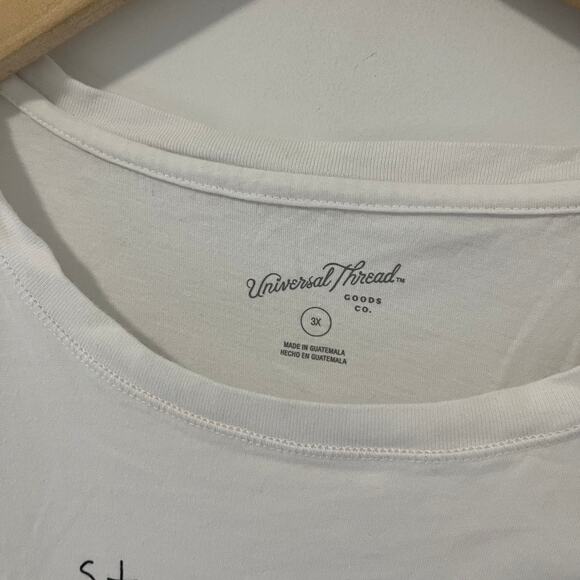 Universal Thread™
GOODS
CO.
3X
MADE IN GUATEMALA
HECHO EN GUATEMALA